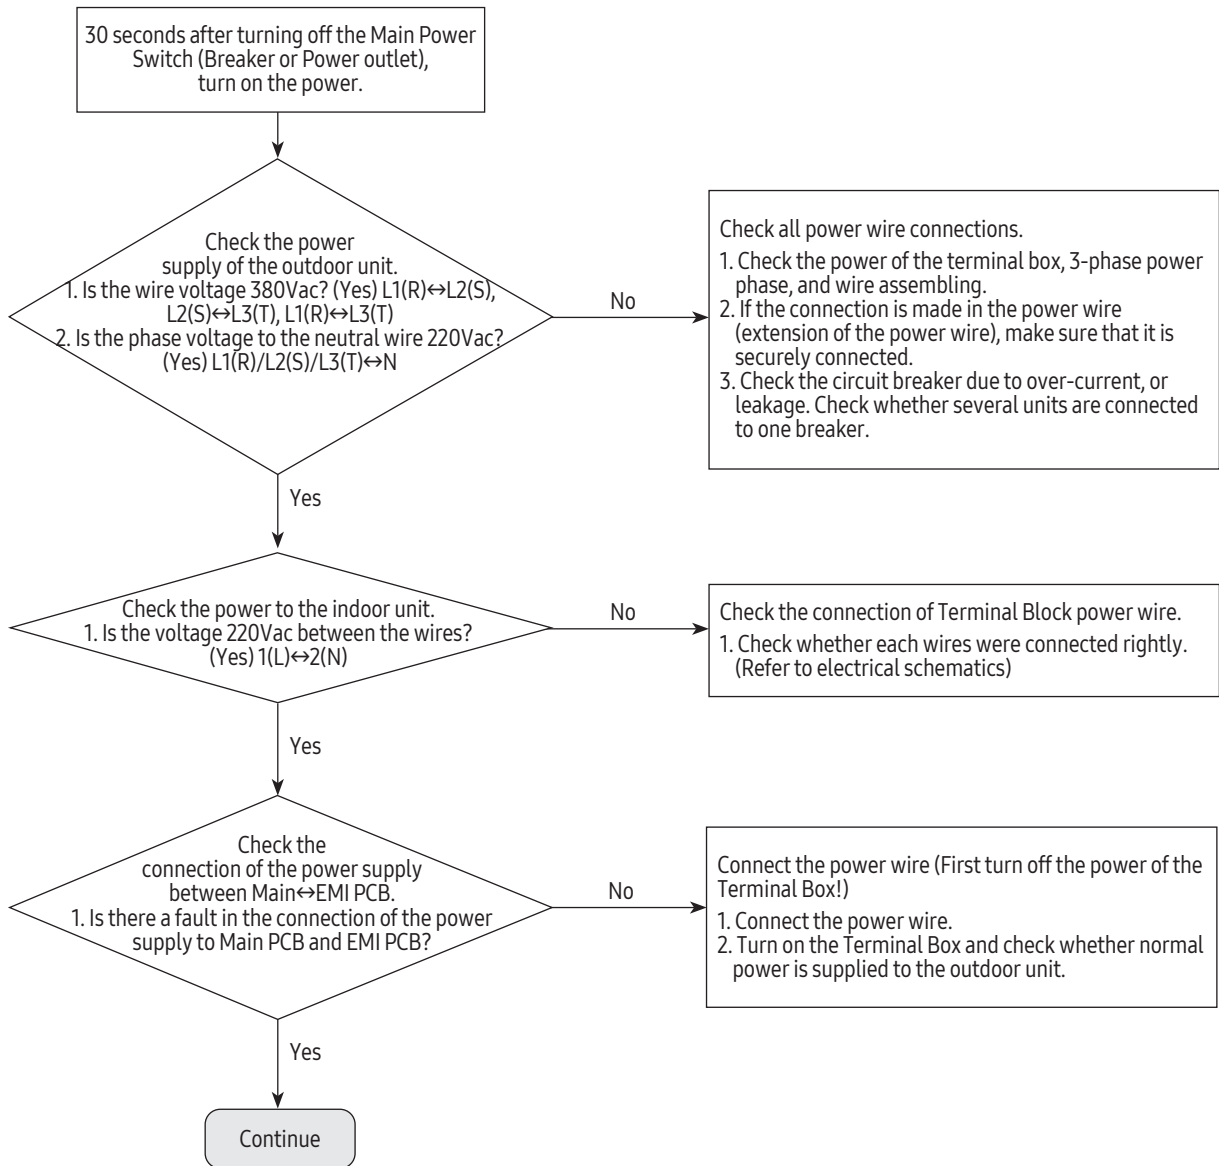 30 seconds after turning off the Main Power
Switch (Breaker or Power outlet),
turn on the power.
Check the power
supply of the outdoor unit.
1. Is the wire voltage 380Vac? (Yes) L1(R)↔L2(S),
L2(S)↔L3(T), L1(R)↔L3(T)
2. Is the phase voltage to the neutral wire 220Vac?
(Yes) L1(R)/L2(S)/L3(T)↔N
No
Check all power wire connections.
1. Check the power of the terminal box, 3-phase power
phase, and wire assembling.
2. If the connection is made in the power wire
(extension of the power wire), make sure that it is
securely connected.
3. Check the circuit breaker due to over-current, or
leakage. Check whether several units are connected
to one breaker.
Yes
Check the power to the indoor unit.
1. Is the voltage 220Vac between the wires?
(Yes) 1(L)↔2(N)
No
Check the connection of Terminal Block power wire.
1. Check whether each wires were connected rightly.
(Refer to electrical schematics)
Yes
Check the
connection of the power supply
between Main↔EMI PCB.
1. Is there a fault in the connection of the power
supply to Main PCB and EMI PCB?
No
Connect the power wire (First turn off the power of the
Terminal Box!)
1. Connect the power wire.
2. Turn on the Terminal Box and check whether normal
power is supplied to the outdoor unit.
Yes
Continue